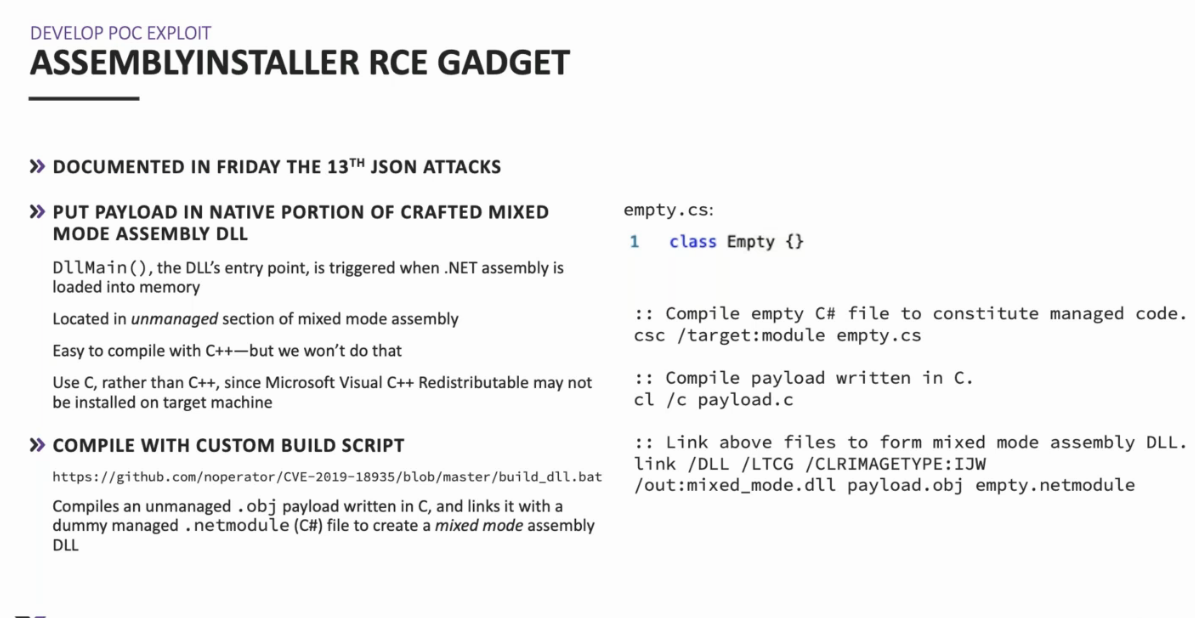 DEVELOP POC EXPLOIT
ASSEMBLYINSTALLER RCE GADGET
» DOCUMENTED IN FRIDAY THE 13TH JSON ATTACKS
» PUT PAYLOAD IN NATIVE PORTION OF CRAFTED MIXED
MODE ASSEMBLY DLL
DllMain(), the DLL’s entry point, is triggered when .NET assembly is
loaded into memory
Located in unmanaged section of mixed mode assembly
Easy to compile with C++—but we won’t do that
Use C, rather than C++, since Microsoft Visual C++ Redistributable may not
be installed on target machine
» COMPILE WITH CUSTOM BUILD SCRIPT
https://github.com/noperator/CVE-2019-18935/blob/master/build_dll.bat
Compiles an unmanaged .obj payload written in C, and links it with a
dummy managed .netmodule (C#) file to create a mixed mode assembly
DLL
empty.cs:
1 class Empty {}
:: Compile empty C# file to constitute managed code.
csc /target:module empty.cs
:: Compile payload written in C.
cl /c payload.c
:: Link above files to form mixed mode assembly DLL.
link /DLL /LTCG /CLRIMAGETYPE:IJW
/out:mixed_mode.dll payload.obj empty.netmodule